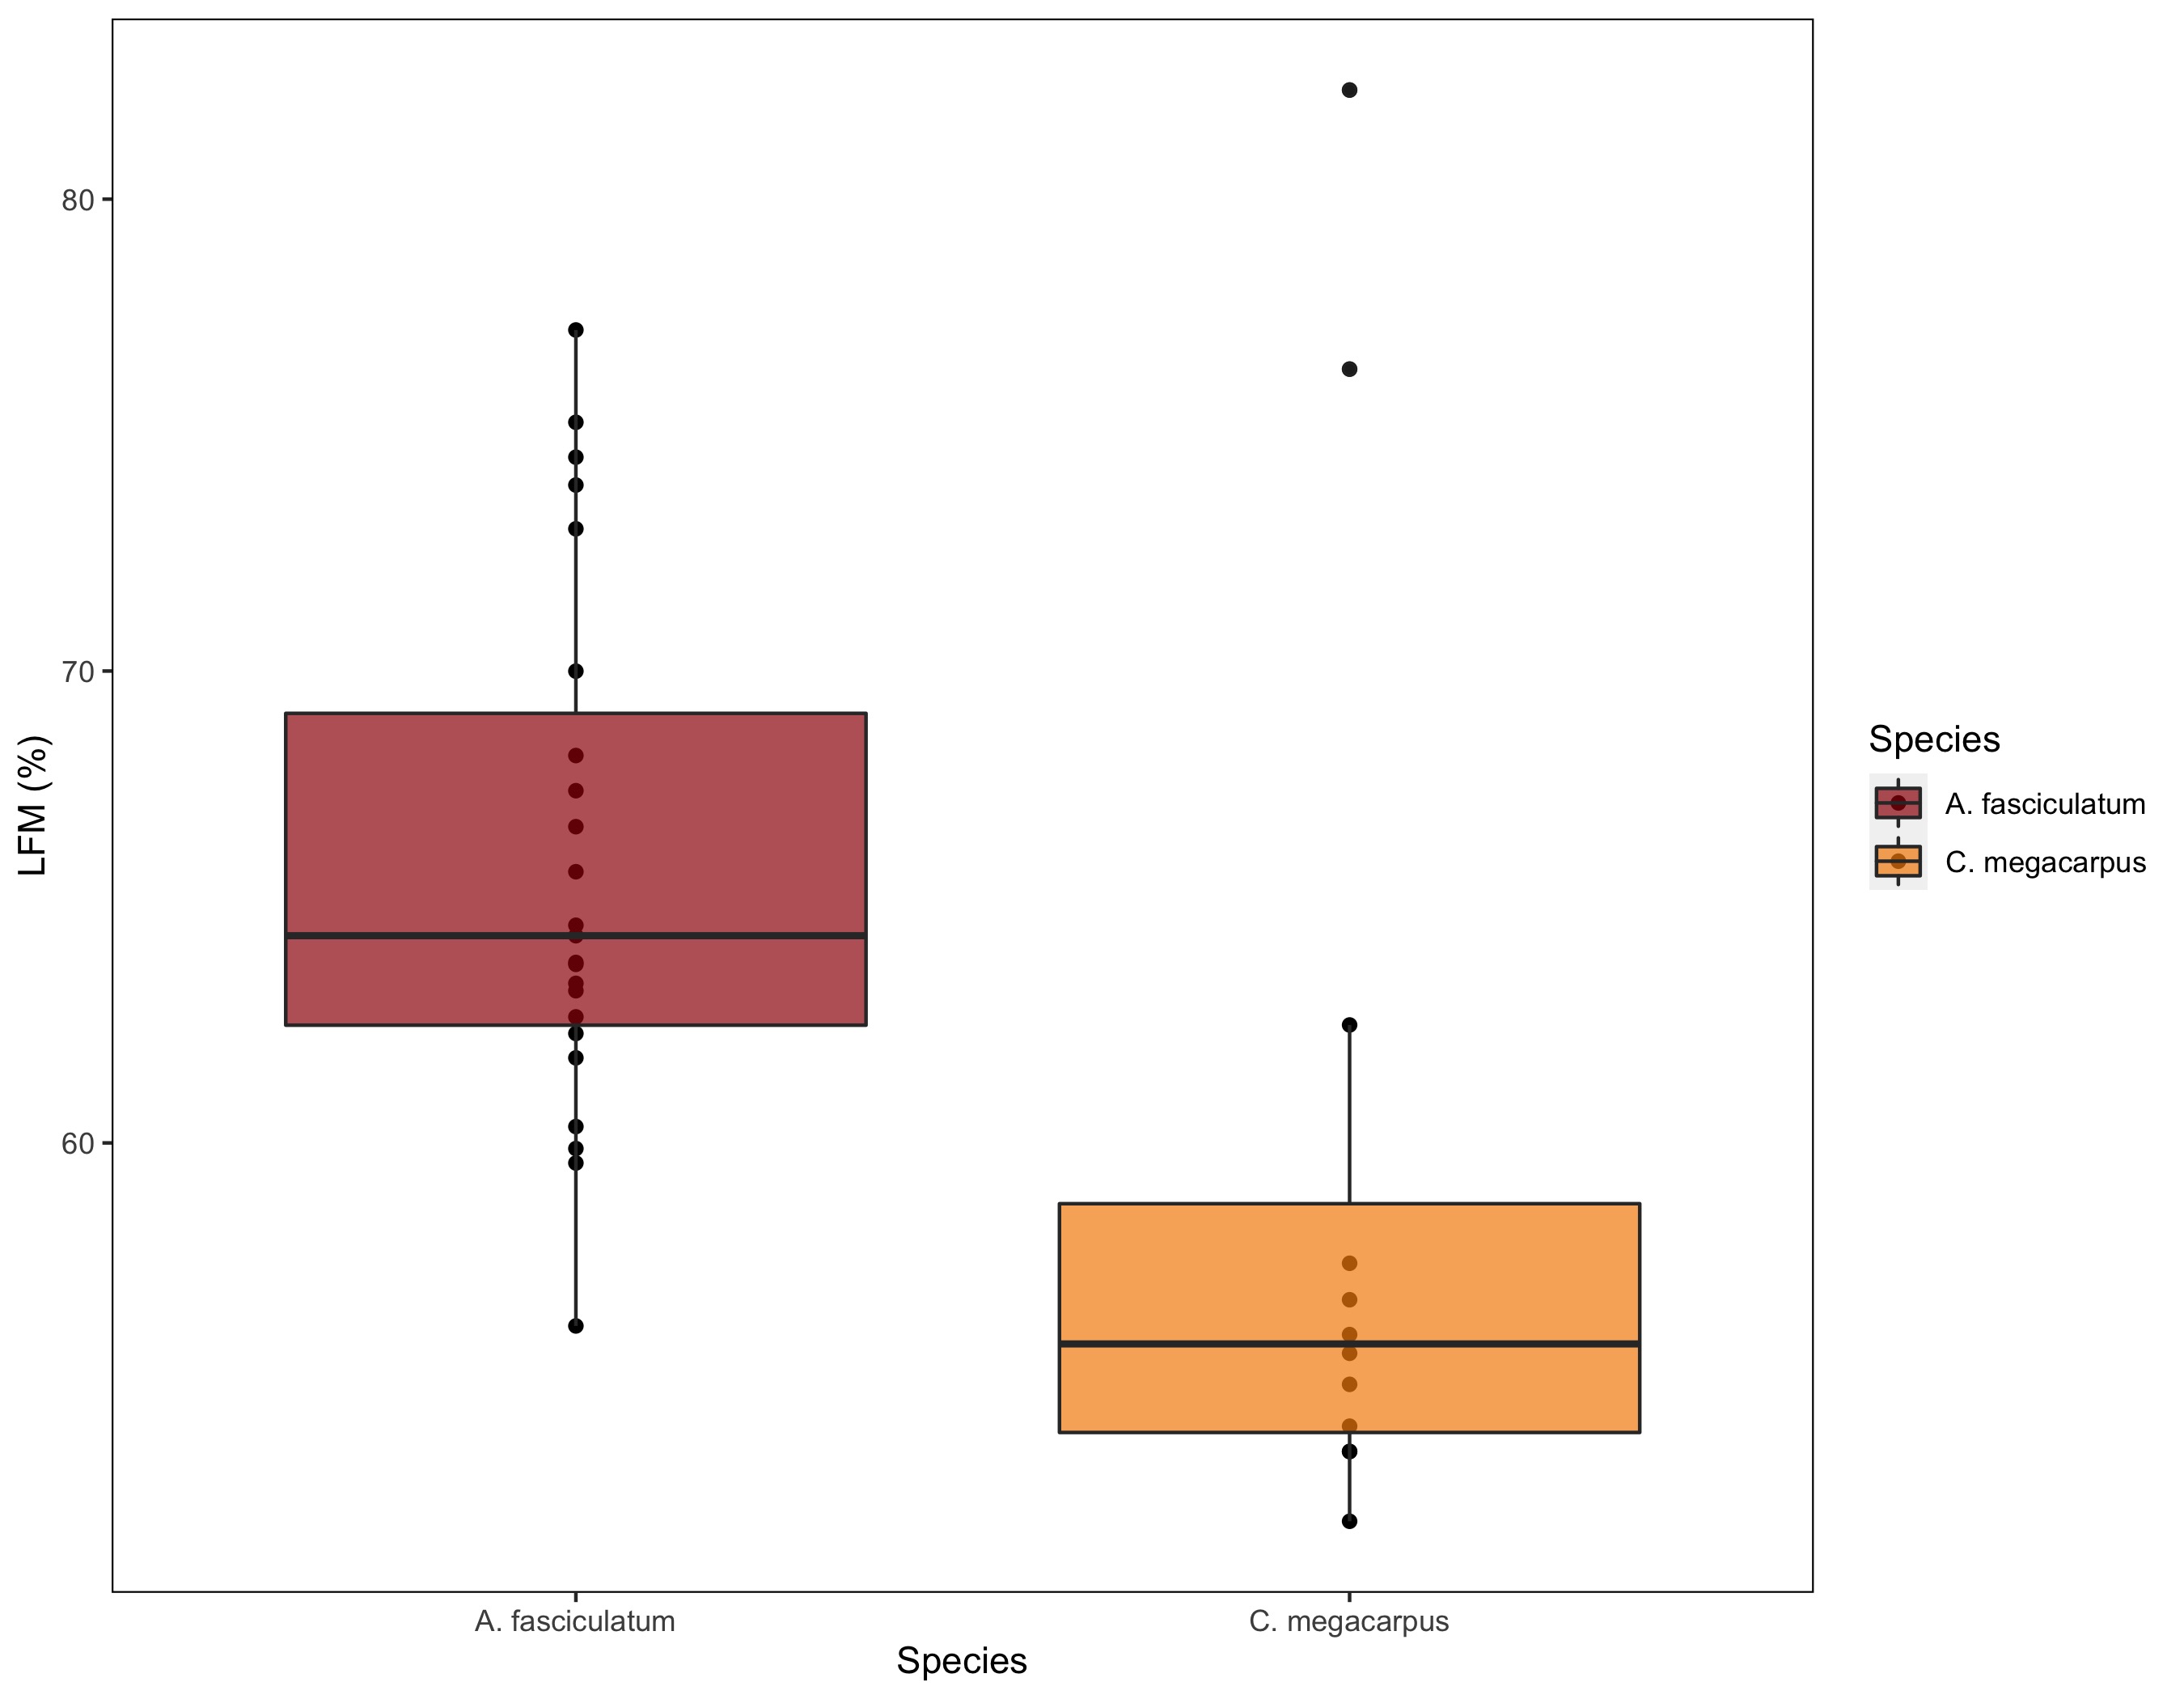 80
70
60
LFM (%)
A. fasciculatum
C. megacarpus
Species
Species
A. fasciculatum
C. megacarpus